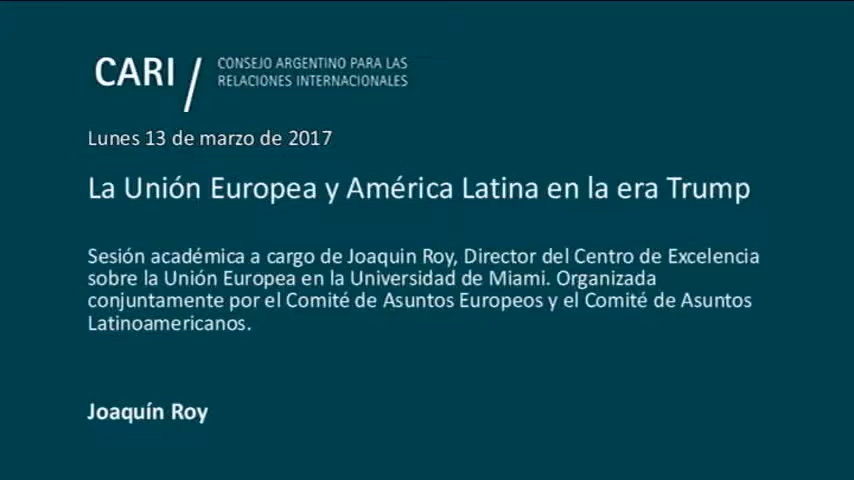 CARI / CONSEJO ARGENTINO PARA LAS
RELACIONES INTERNACIONALES
Lunes 13 de marzo de 2017
La Unión Europea y América Latina en la era Trump
Sesión académica a cargo de Joaquin Roy, Director del Centro de Excelencia
sobre la Unión Europea en la Universidad de Miami. Organizada
conjuntamente por el Comité de Asuntos Europeos y el Comité de Asuntos
Latinoamericanos.
Joaquín Roy